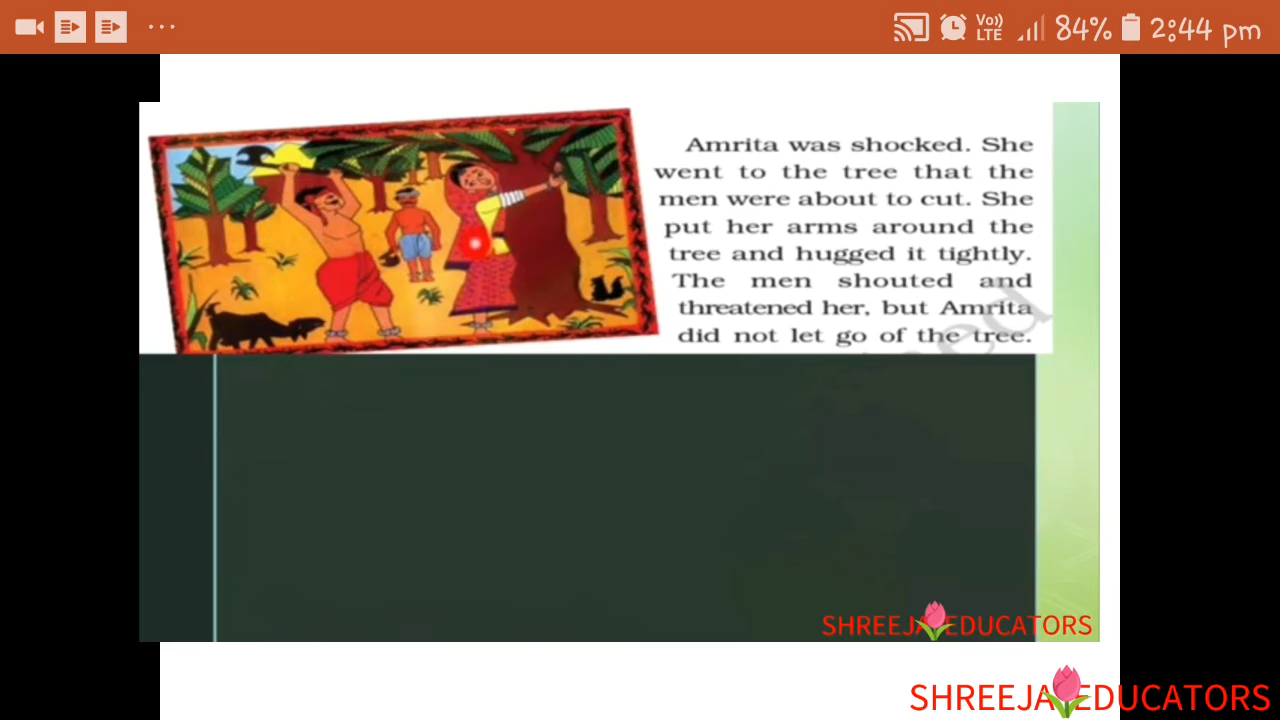 Vo))
LTE
84%
2:44 pm
Amrita was shocked. She
went to the tree that the
men were about to cut. She
put her arms around the
tree and hugged it tightly.
The men shouted and
threatened her, but Amrita
did not let go of the tree.
SHREEJA EDUCATORS
SHREEJA EDUCATORS